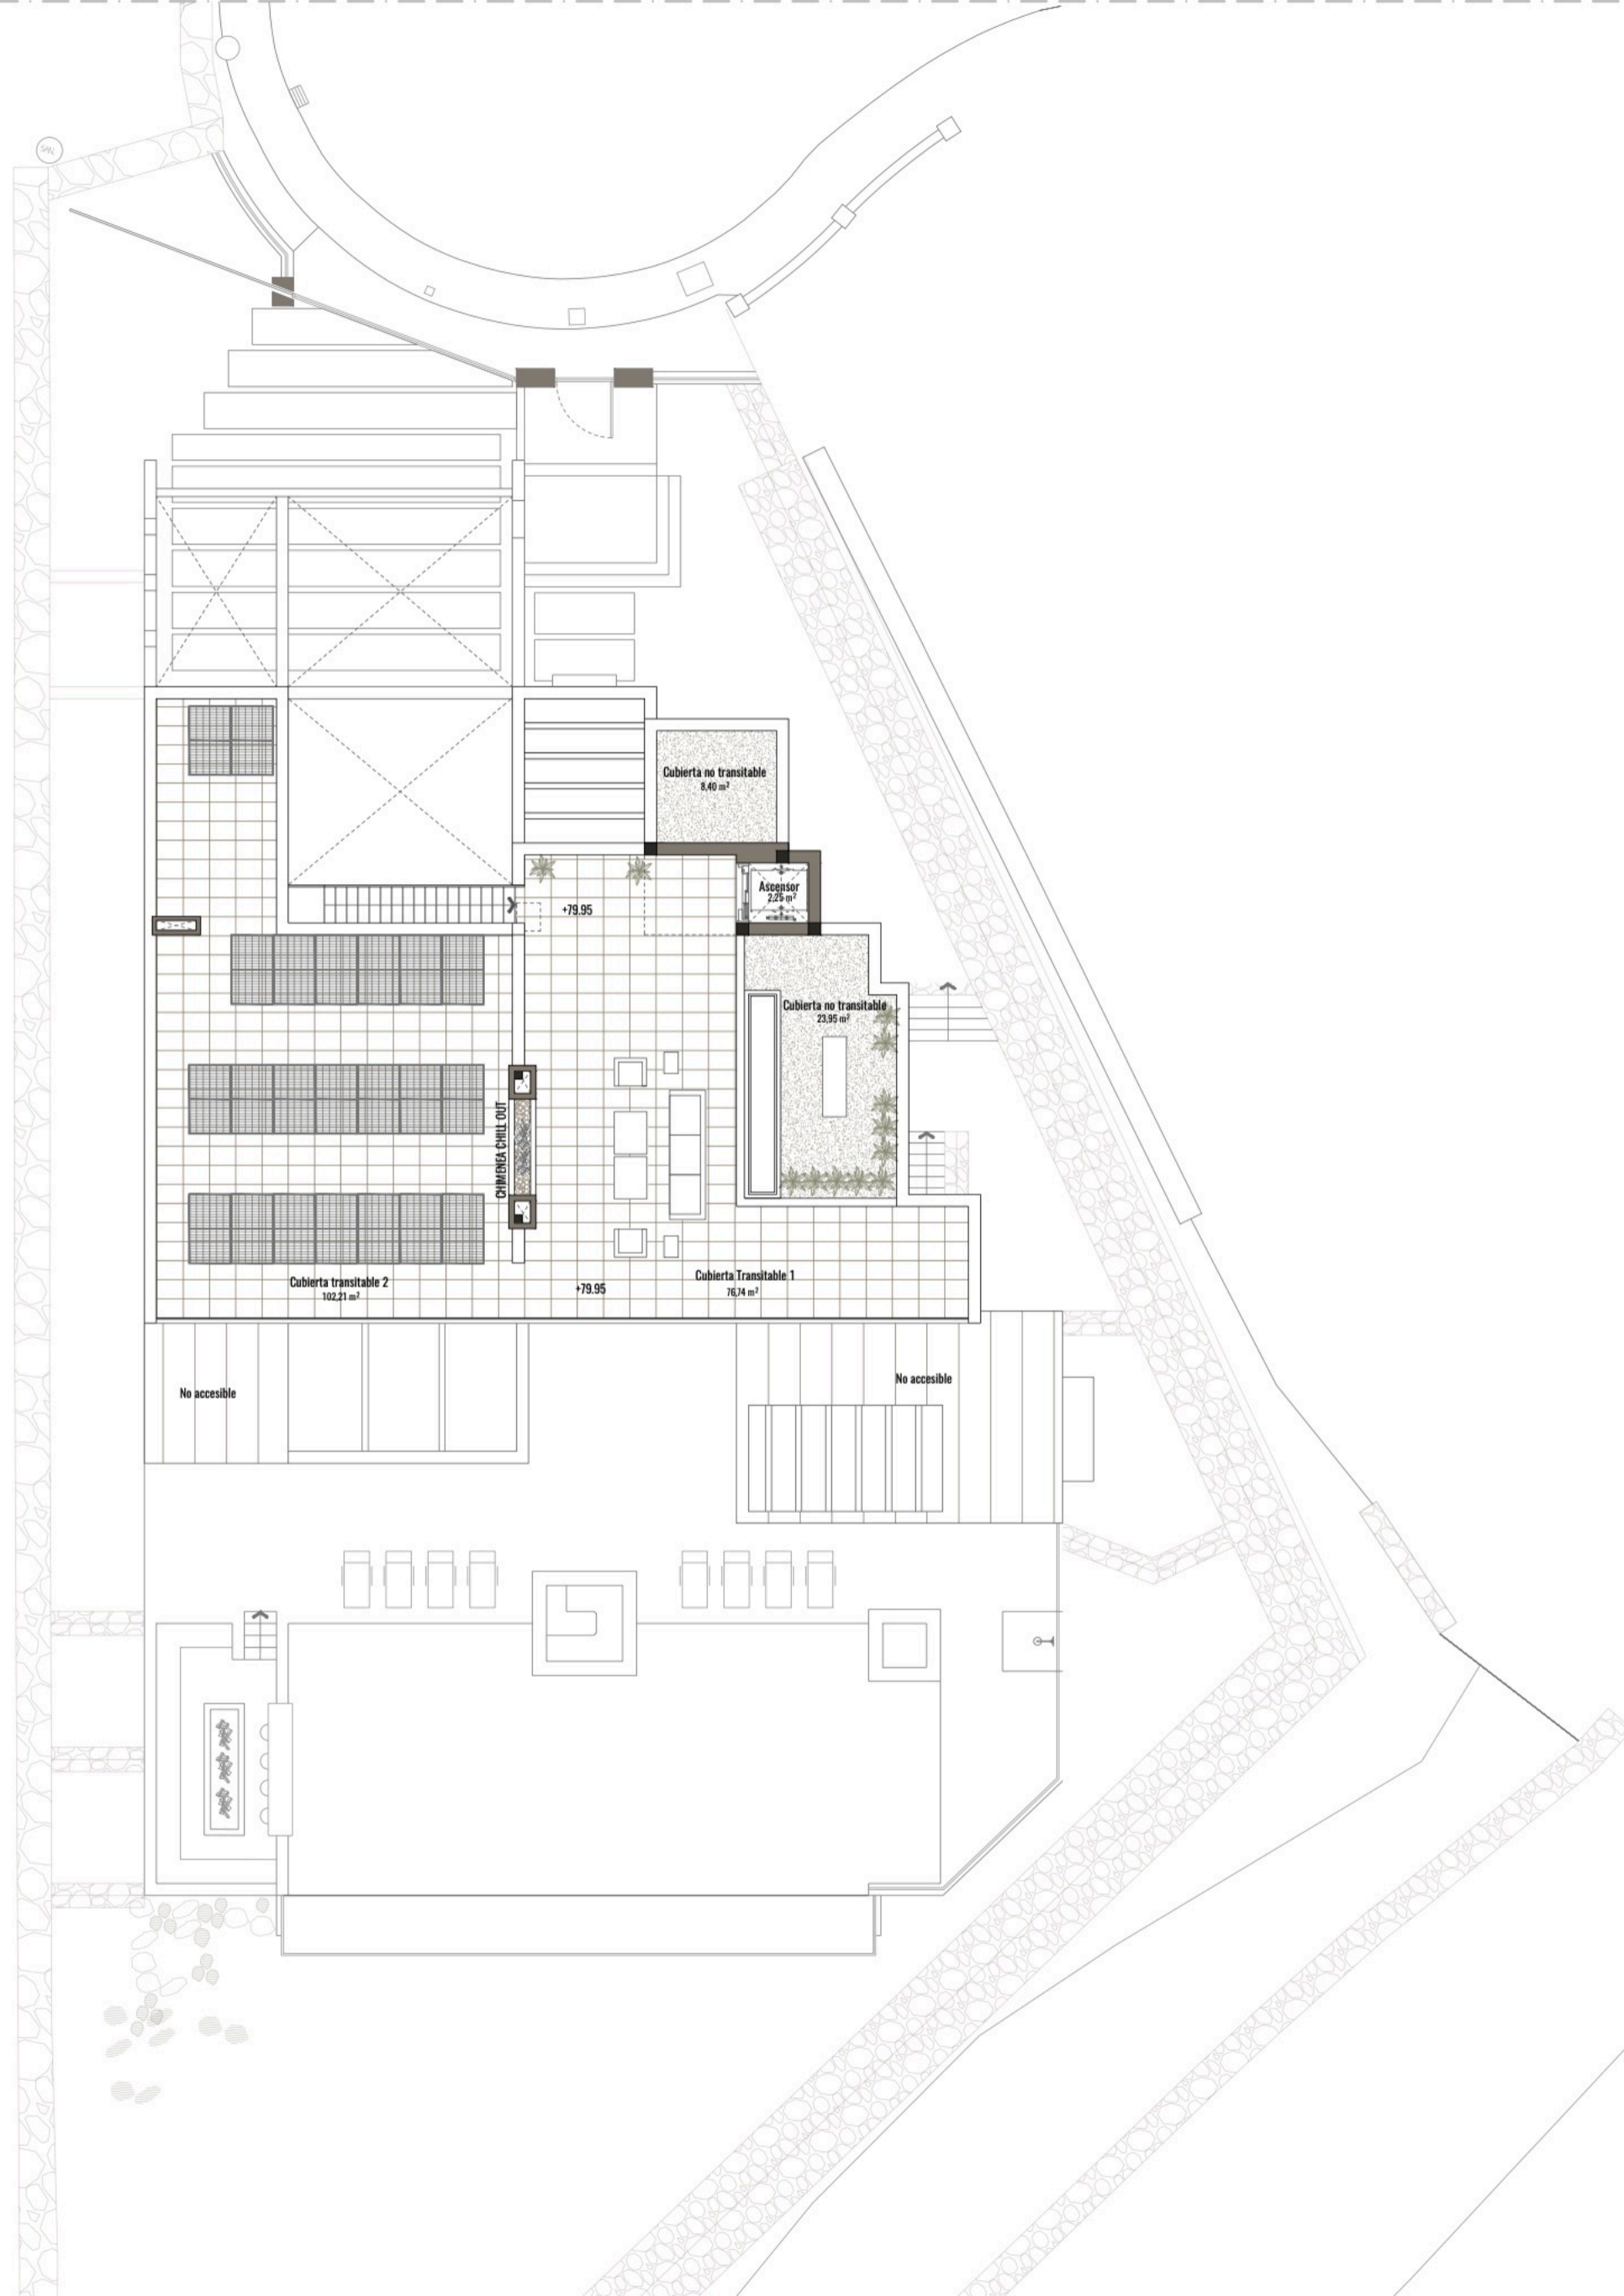 SAN.
Cubierta no transitable
8,40 m²
Ascensor
2,25 m²
+79.95
Cubierta no transitable
23,95 m²
CHIMENEA CHILL OUT
Cubierta transitable 2
102,21 m²
+79.95
Cubierta Transitable 1
76,74 m²
No accesible
No accesible